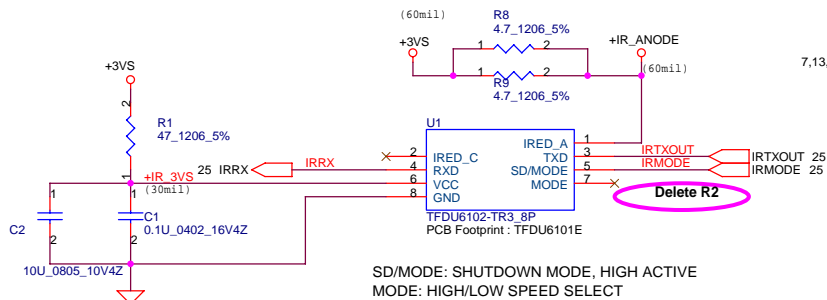 (60mil)
R8
4.7_1206_5%
+3VS
1
2
+IR_ANODE
(60mil)
1
2
R9
4.7_1206_5%
7,13,
+3VS
2
R1
47_1206_5%
1
+IR_3VS
(30mil)
25 IRRX
IRRX
U1
2 IRED_C
4 RXD
6 VCC
8 GND
IRED_A 1
TXD 3
SD/MODE 5
MODE 7
IRTXOUT
IRTXOUT 25
IRMODE
IRMODE 25
Delete R2
TFDU6102-TR3_8P
PCB Footprint : TFDU6101E
1
1
C1
0.1U_0402_16V4Z
C2
2
2
10U_0805_10V4Z
SD/MODE: SHUTDOWN MODE, HIGH ACTIVE
MODE: HIGH/LOW SPEED SELECT